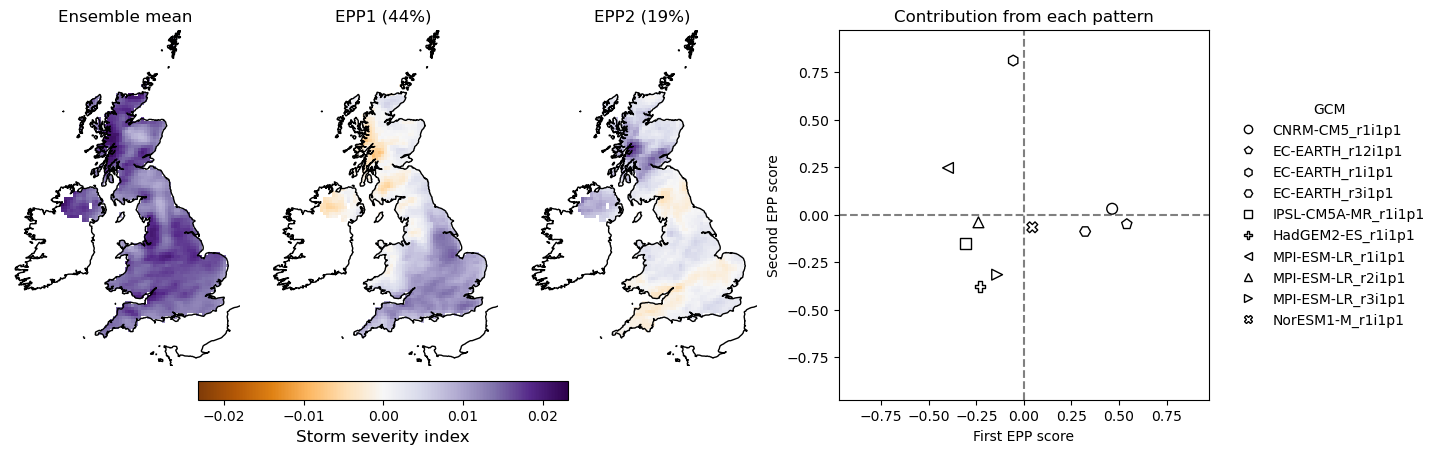 Ensemble mean
EPP1 (44%)
EPP2 (19%)
−0.02 −0.01 0.00 0.01 0.02
Storm severity index
Contribution from each pattern
Second EPP score
0.75
0.50
0.25
0.00
−0.25
−0.50
−0.75
−0.75 −0.50 −0.25 0.00 0.25 0.50 0.75
First EPP score
GCM
CNRM-CM5_r1i1p1
EC-EARTH_r12i1p1
EC-EARTH_r1i1p1
EC-EARTH_r3i1p1
IPSL-CM5A-MR_r1i1p1
HadGEM2-ES_r1i1p1
MPI-ESM-LR_r1i1p1
MPI-ESM-LR_r2i1p1
MPI-ESM-LR_r3i1p1
NorESM1-M_r1i1p1